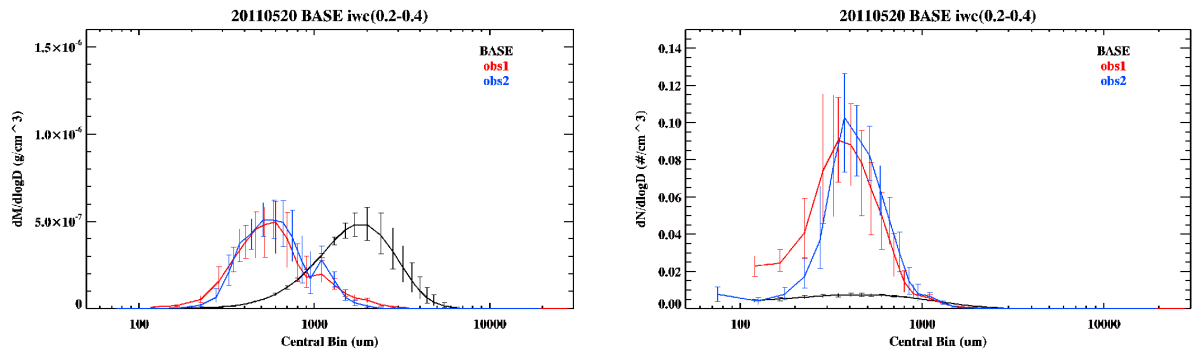 20110520 BASE iwc(0.2-0.4)
dM/dlogD (g/cm^3)
1.5×10⁻⁶
1.0×10⁻⁶
5.0×10⁻⁷
0
BASE
obs1
obs2
100
1000
10000
Central Bin (um)
20110520 BASE iwc(0.2-0.4)
dN/dlogD (#/cm^3)
0.14
0.12
0.10
0.08
0.06
0.04
0.02
0.00
BASE
obs1
obs2
100
1000
10000
Central Bin (um)